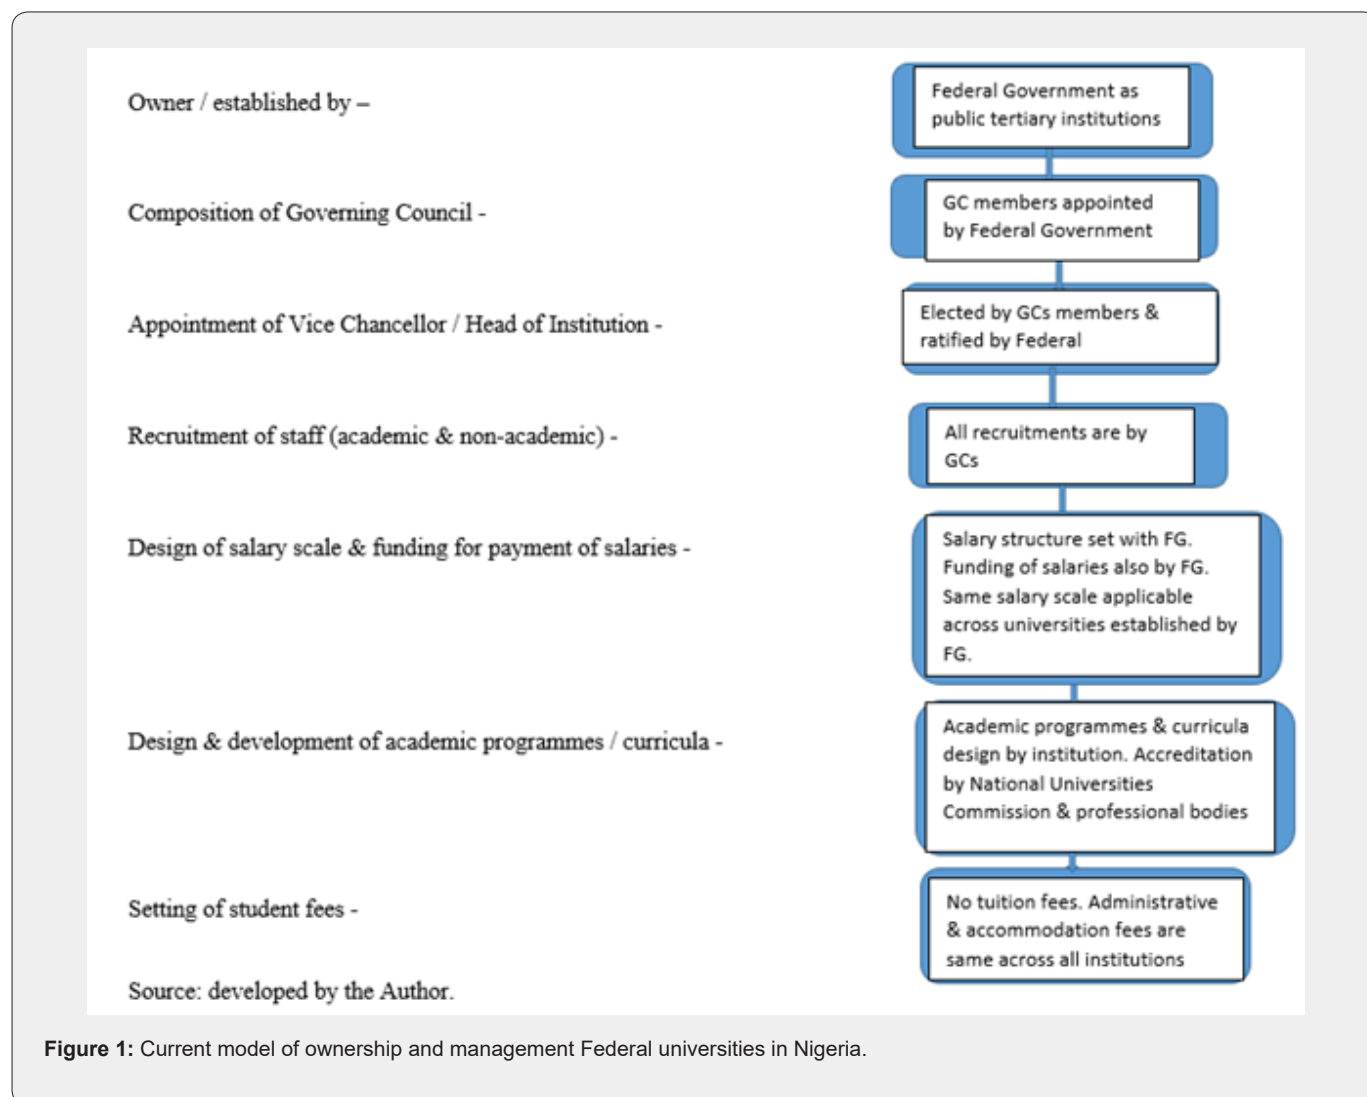 Owner / established by –
Federal Government as
public tertiary institutions
Composition of Governing Council -
GC members appointed
by Federal Government
Appointment of Vice Chancellor / Head of Institution -
Elected by GCs members &
ratified by Federal
Recruitment of staff (academic & non-academic) -
All recruitments are by
GCs
Design of salary scale & funding for payment of salaries -
Salary structure set with FG.
Funding of salaries also by FG.
Same salary scale applicable
across universities established by
FG.
Design & development of academic programmes / curricula -
Academic programmes & curricula
design by institution. Accreditation
by National Universities
Commission & professional bodies
Setting of student fees -
No tuition fees. Administrative
& accommodation fees are
same across all institutions
Source: developed by the Author.
Figure 1: Current model of ownership and management Federal universities in Nigeria.